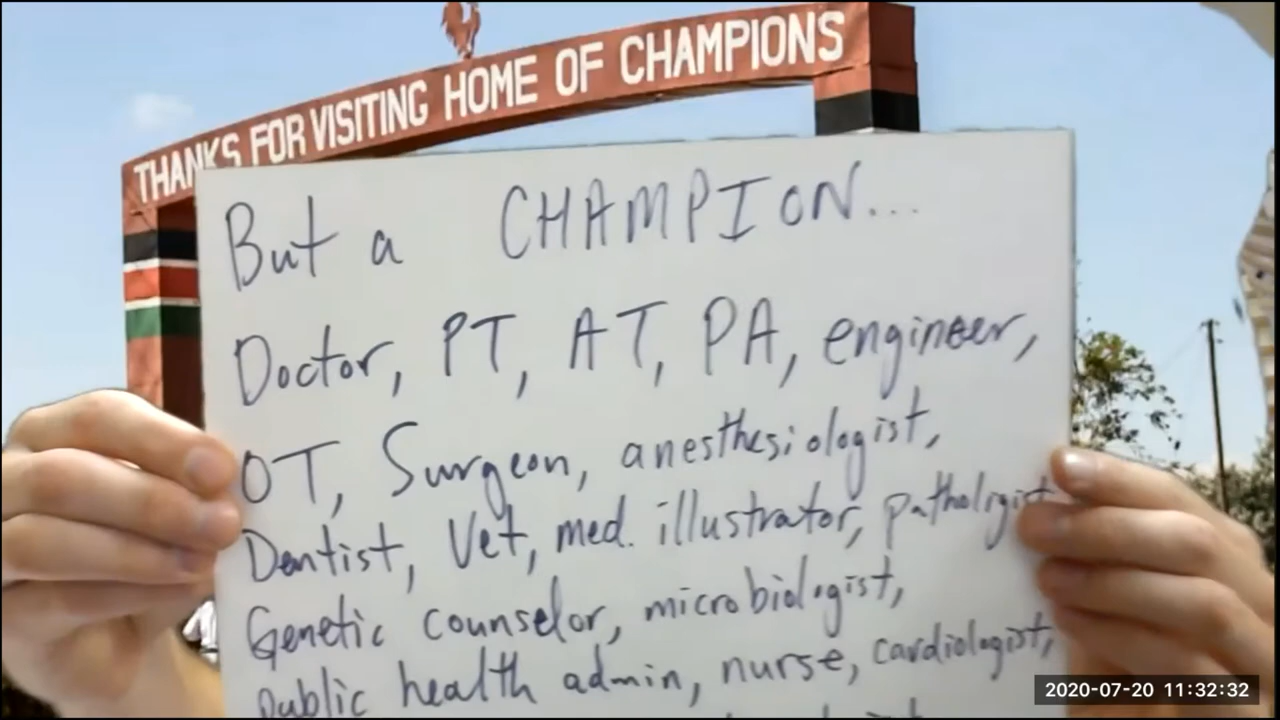 THANKS FOR VISITING HOME OF CHAMPIONS
But a CHAMPION...
Doctor, PT, AT, PA, engineer,
OT, Surgeon, anesthesiologist,
Dentist, Vet, med. illustrator, pathologist
Genetic counselor, microbiologist,
public health admin, nurse, cardiologist,
2020-07-20 11:32:32